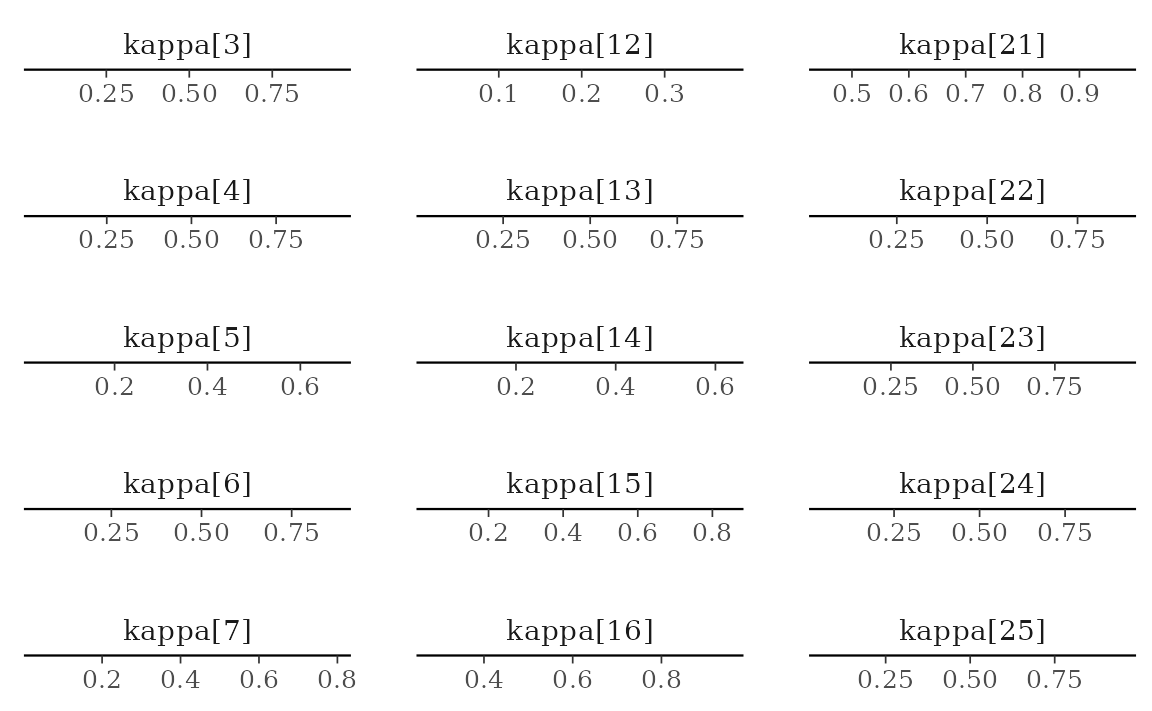 kappa[3] kappa[12] kappa[21]
0.25 0.50 0.75 0.1 0.2 0.3 0.5 0.6 0.7 0.8 0.9
kappa[4] kappa[13] kappa[22]
0.25 0.50 0.75 0.25 0.50 0.75 0.25 0.50 0.75
kappa[5] kappa[14] kappa[23]
0.2 0.4 0.6 0.2 0.4 0.6 0.25 0.50 0.75
kappa[6] kappa[15] kappa[24]
0.25 0.50 0.75 0.2 0.4 0.6 0.8 0.25 0.50 0.75
kappa[7] kappa[16] kappa[25]
0.2 0.4 0.6 0.8 0.4 0.6 0.8 0.25 0.50 0.75